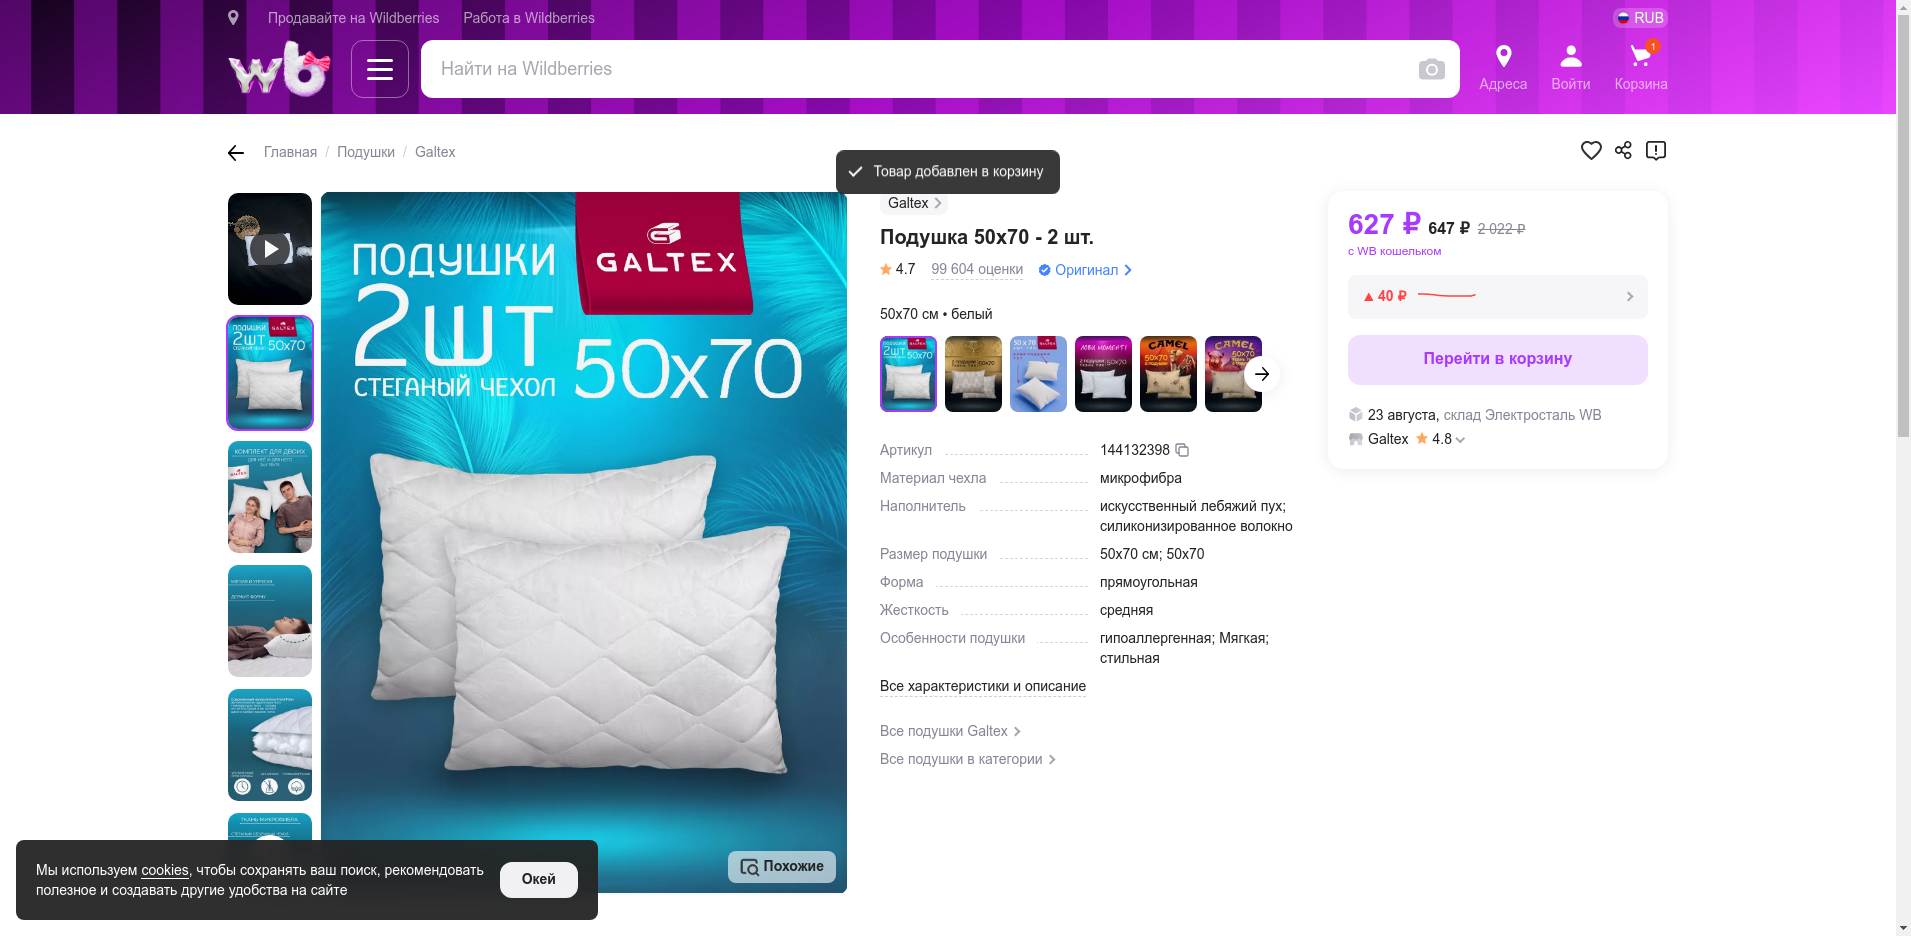 Продавайте на Wildberries
Работа в Wildberries
RUB
wb
Найти на Wildberries
Адреса
Войти
1
Корзина
Главная / Подушки / Galtex
Товар добавлен в корзину
ПОДУШКИ
2ШТ
50х70
СТЕГАНЫЙ ЧЕХОЛ
GALTEX
Похожие
Galtex
Подушка 50х70 - 2 шт.
4.7
99 604 оценки
Оригинал
50х70 см • белый
Артикул 144132398
Материал чехла микрофибра
Наполнитель искусственный лебяжий пух;
силиконизированное волокно
Размер подушки 50х70 см; 50х70
Форма прямоугольная
Жесткость средняя
Особенности подушки гипоаллергенная; Мягкая;
стильная
Все характеристики и описание
Все подушки Galtex
Все подушки в категории
627 ₽ 647 ₽ 2 022 ₽
с WB кошельком
40 ₽
Перейти в корзину
23 августа, склад Электросталь WB
Galtex 4.8
Мы используем cookies, чтобы сохранять ваш поиск, рекомендовать
полезное и создавать другие удобства на сайте
Окей